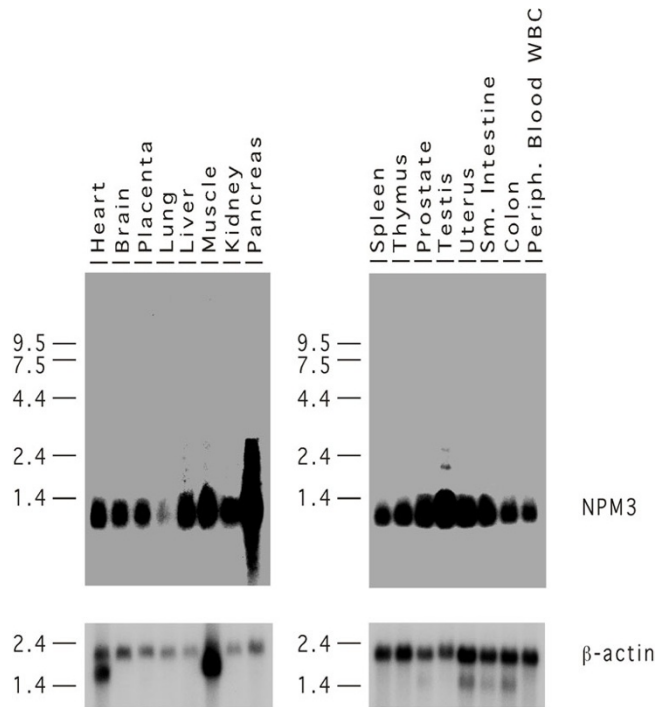 Heart
Brain
Placenta
Lung
Liver
Muscle
Kidney
Pancreas
Spleen
Thymus
Prostate
Testis
Uterus
Sm. Intestine
Colon
Periph. Blood WBC
9.5
7.5
4.4
2.4
1.4
9.5
7.5
4.4
2.4
1.4
NPM3
2.4
1.4
2.4
1.4
β-actin